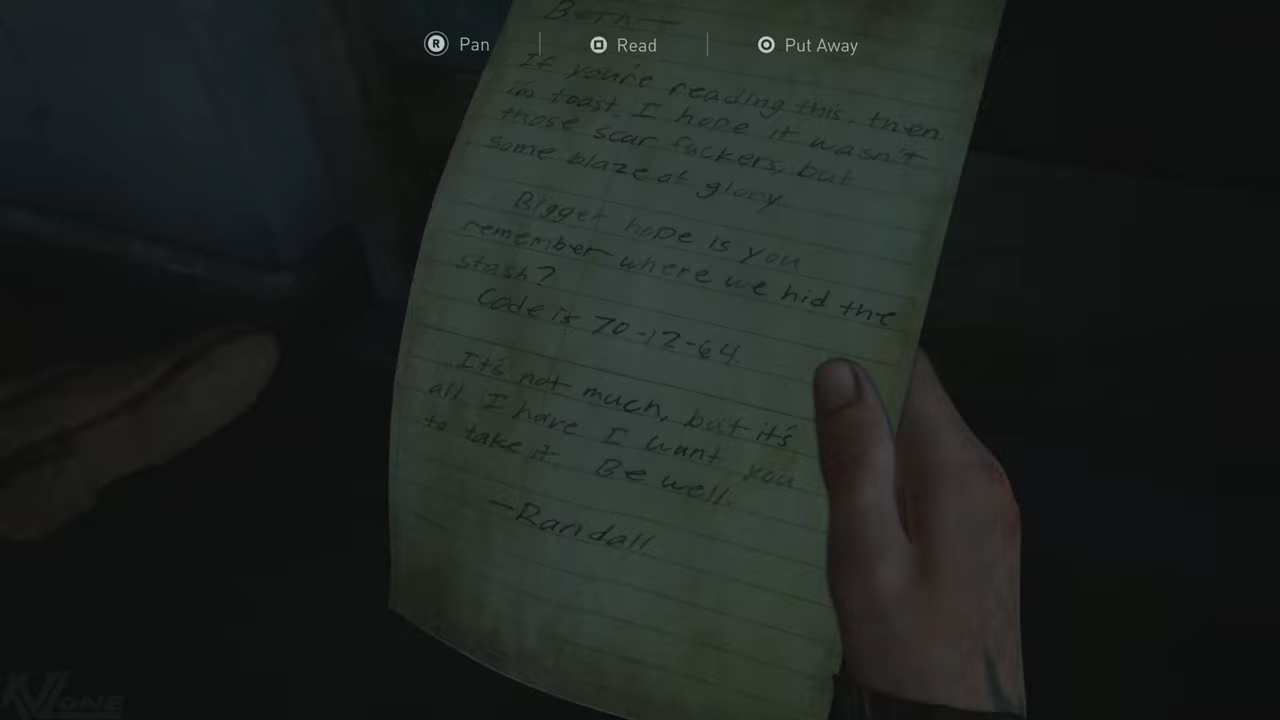 R Pan Read Put Away
Bern—
If you're reading this, then
i'm toast. I hope it wasn't
those scar fuckers, but
some blaze of glory.
Bigger hope is you
remember where we hid the
stash?
Code is 70-12-64.
It's not much, but it's
all I have I want you
to take it. Be well.
—Randall
KVZONE